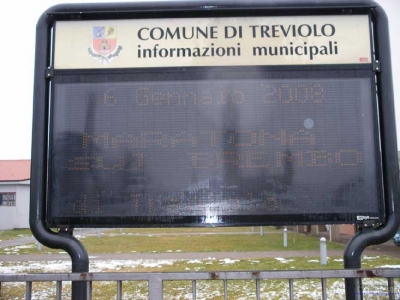 COMUNE DI TREVIOLO
informazioni municipali
6 Gennaio 2008
MARATONA
SUL BREMBO